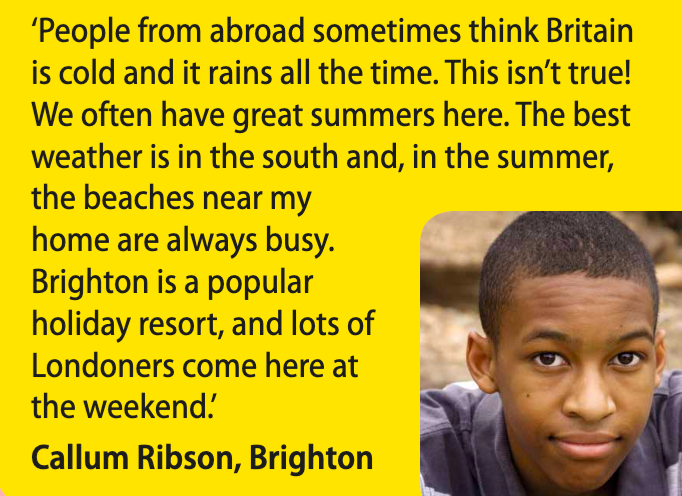 ‘People from abroad sometimes think Britain
is cold and it rains all the time. This isn’t true!
We often have great summers here. The best
weather is in the south and, in the summer,
the beaches near my
home are always busy.
Brighton is a popular
holiday resort, and lots of
Londoners come here at
the weekend.’
Callum Ribson, Brighton